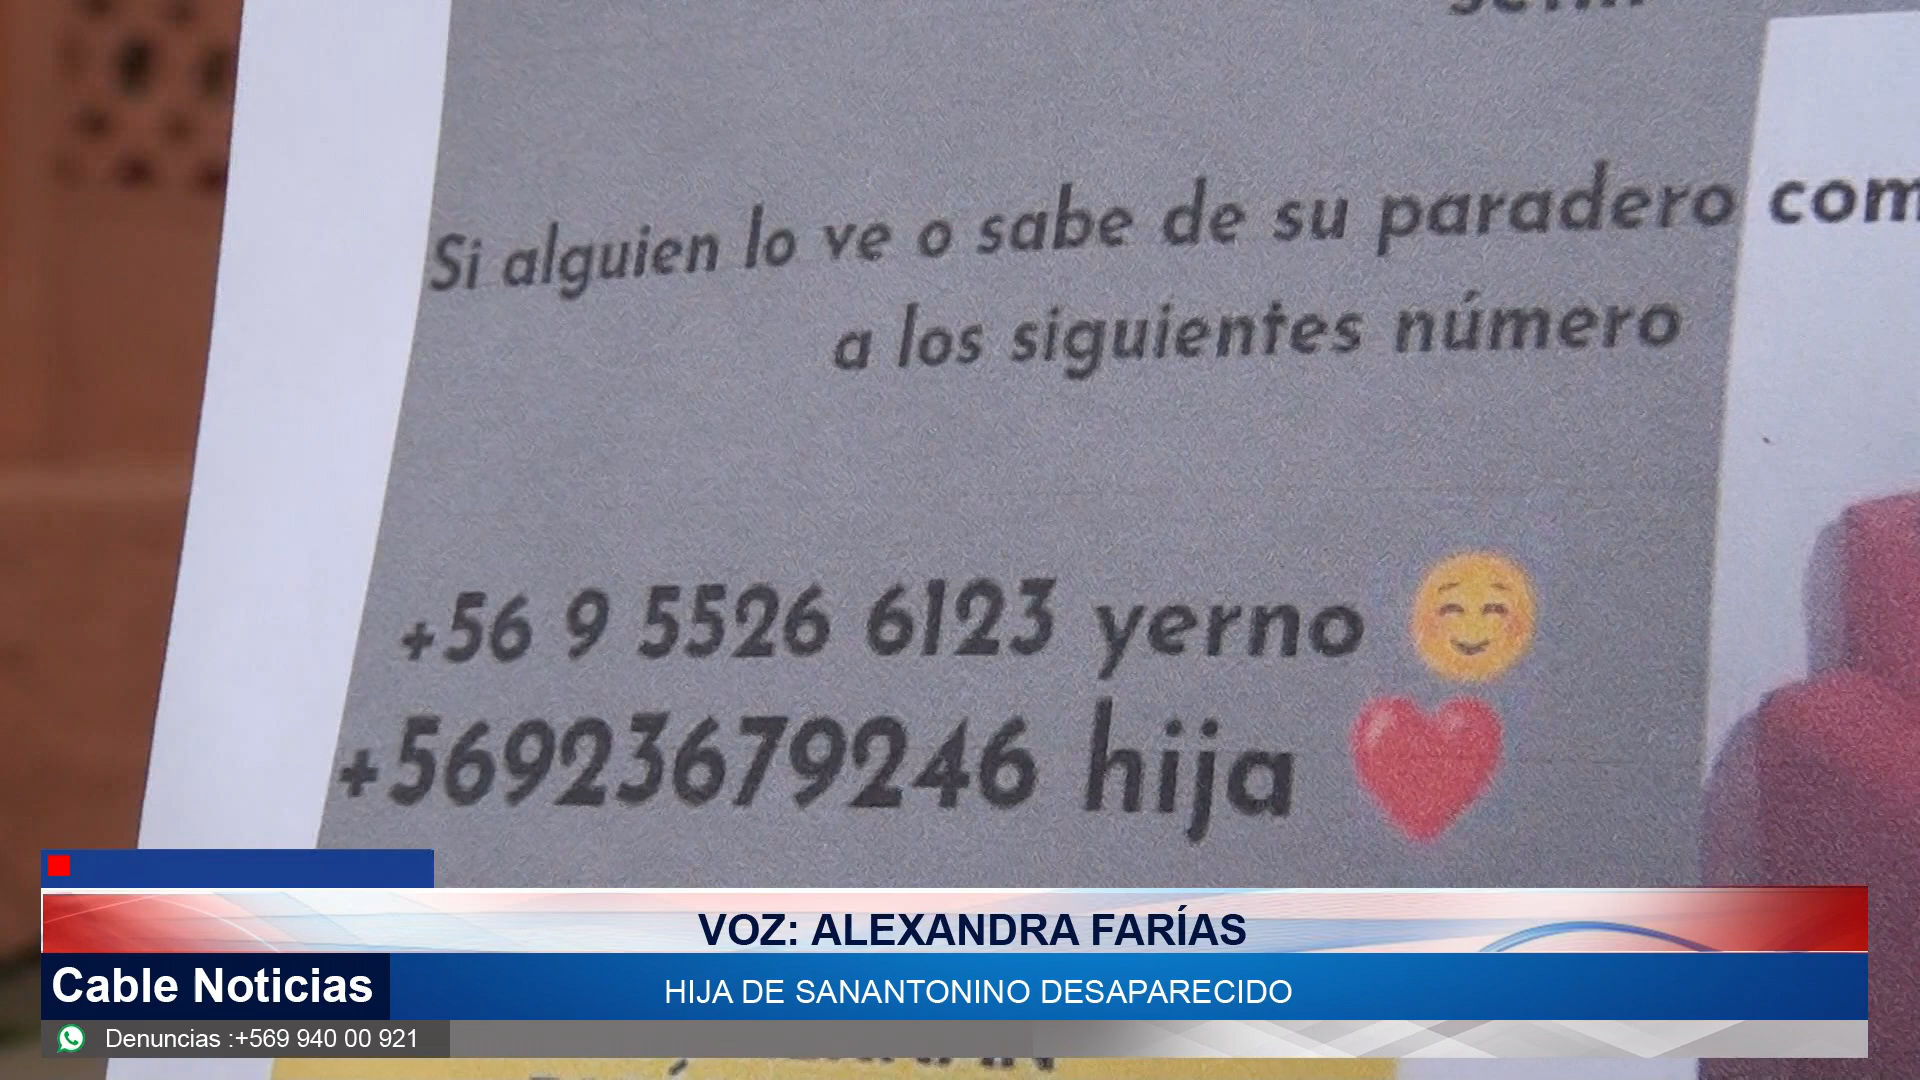 Si alguien lo ve o sabe de su paradero com
a los siguientes número
+56 9 5526 6123 yerno
+56923679246 hija
VOZ: ALEXANDRA FARÍAS
HIJA DE SANANTONINO DESAPARECIDO
Cable Noticias
Denuncias :+569 940 00 921